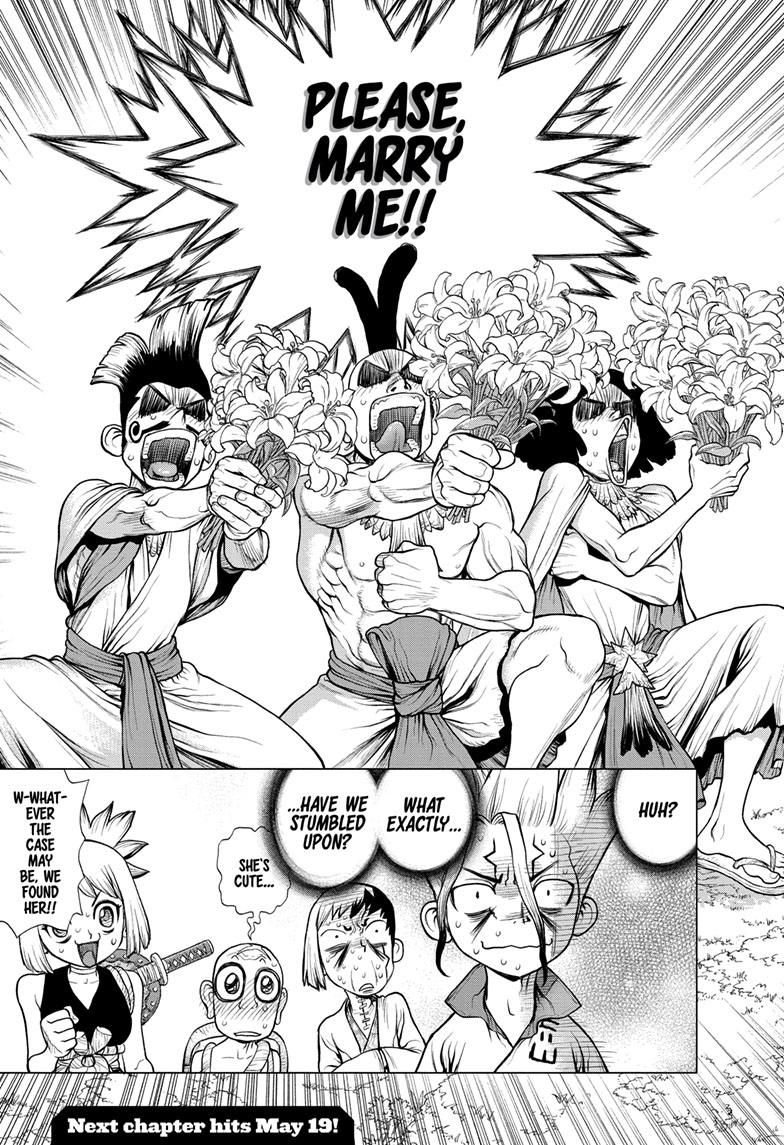 PLEASE,
MARRY
ME!!
HUH?
WHAT
EXACTLY...
...HAVE WE
STUMBLED
UPON?
SHE'S
CUTE...
W-WHAT-
EVER
THE
CASE
MAY
BE, WE
FOUND
HER!!
Next chapter hits May 19!